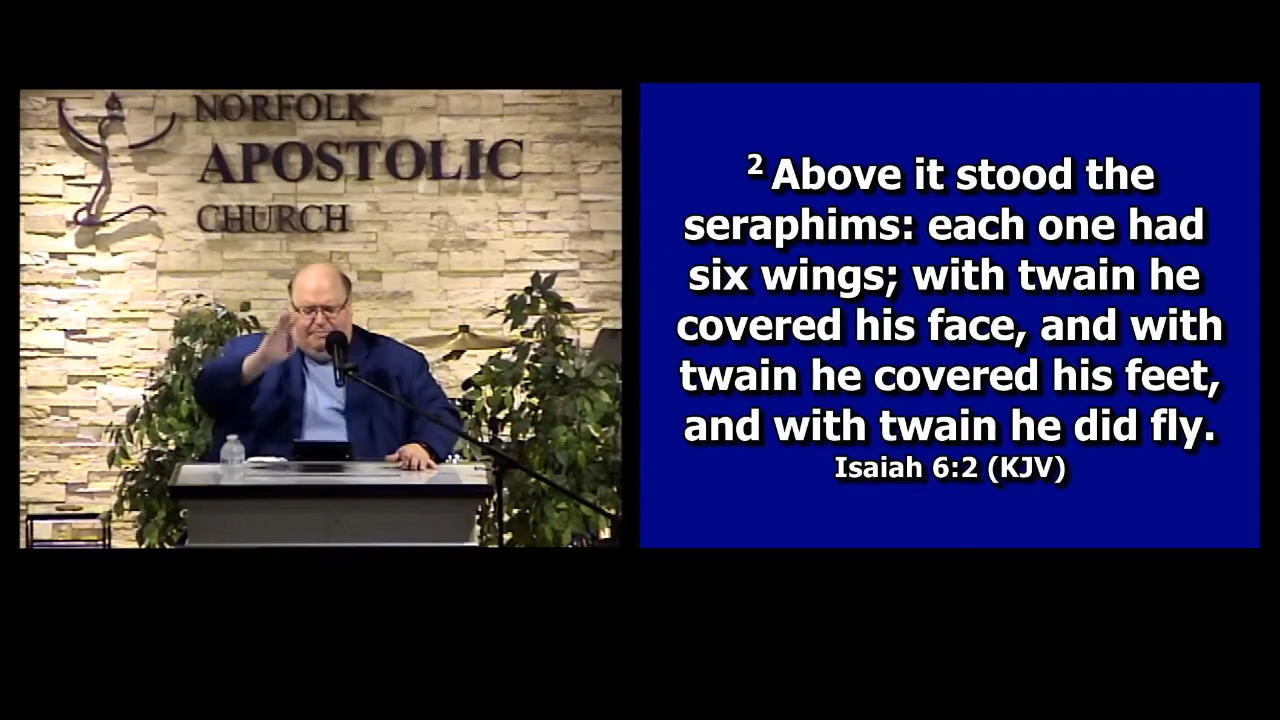 NORFOLK
APOSTOLIC
CHURCH
2 Above it stood the
seraphims: each one had
six wings; with twain he
covered his face, and with
twain he covered his feet,
and with twain he did fly.
Isaiah 6:2 (KJV)